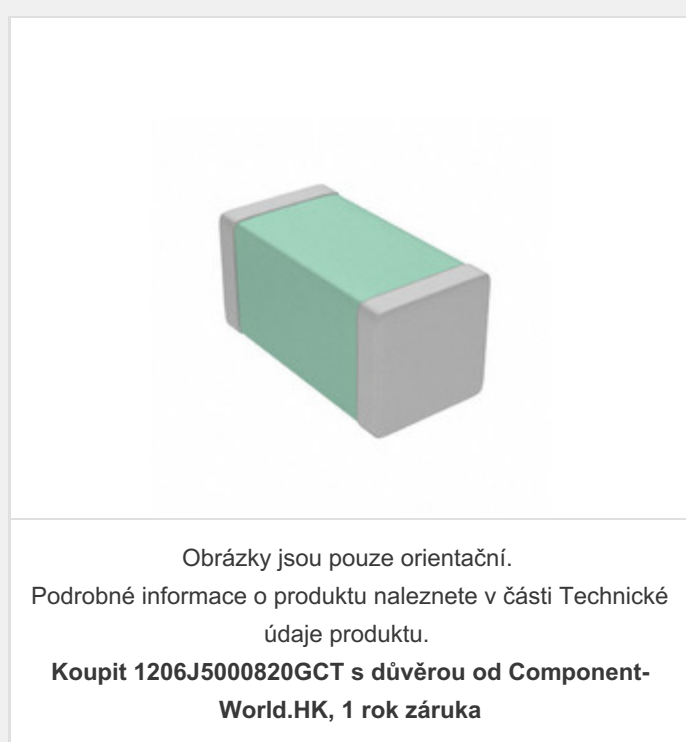 Obrázky jsou pouze orientační.
Podrobné informace o produktu naleznete v části Technické
údaje produktu.
Koupit 1206J5000820GCT s důvěrou od Component-
World.HK, 1 rok záruka